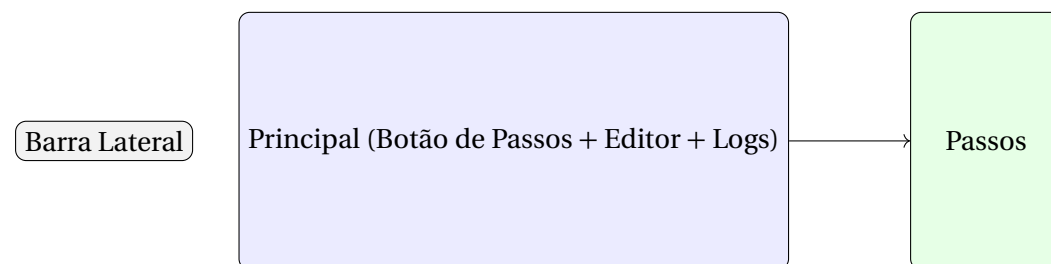 Barra Lateral
Principal (Botão de Passos + Editor + Logs)
Passos